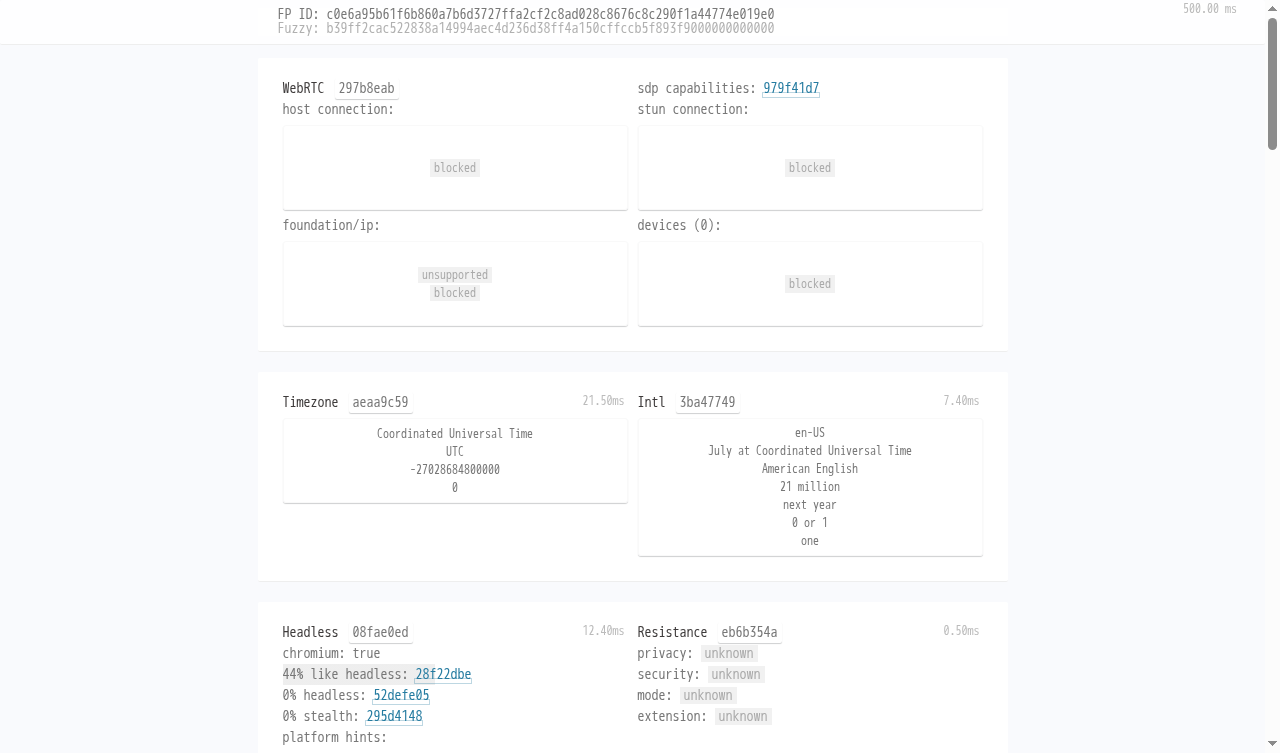 FP ID: c0e6a95b61f6b860a7b6d3727ffa2cf2c8ad028c8676c8c290f1a44774e019e0
500.00 ms
Fuzzy: b39ff2cac522838a14994aec4d236d38ff4a150cffccb5f893f9000000000000
WebRTC 297b8eab
host connection:
blocked
sdp capabilities: 979f41d7
stun connection:
blocked
foundation/ip:
unsupported
blocked
devices (0):
blocked
Timezone aeaa9c59 21.50ms
Coordinated Universal Time
UTC
-27028684800000
0
Intl 3ba47749 7.40ms
en-US
July at Coordinated Universal Time
American English
21 million
next year
0 or 1
one
Headless 08fae0ed 12.40ms
chromium: true
44% like headless: 28f22dbe
0% headless: 52defe05
0% stealth: 295d4148
platform hints:
Resistance eb6b354a 0.50ms
privacy: unknown
security: unknown
mode: unknown
extension: unknown